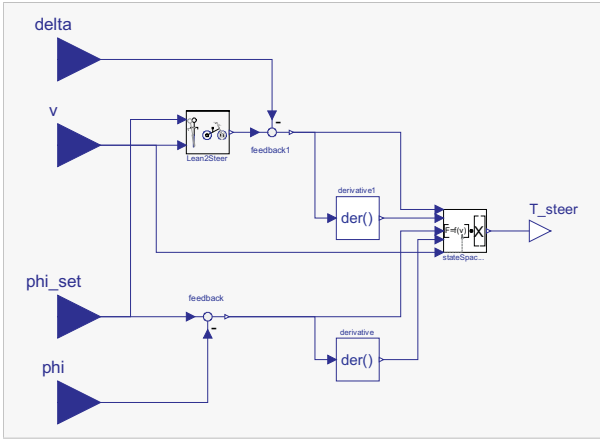 delta
v
-
Lean2Steer
feedback1
derivative1
der()
T_steer
F=f(v)
X
stateSpac...
phi_set
feedback
-
derivative
der()
phi